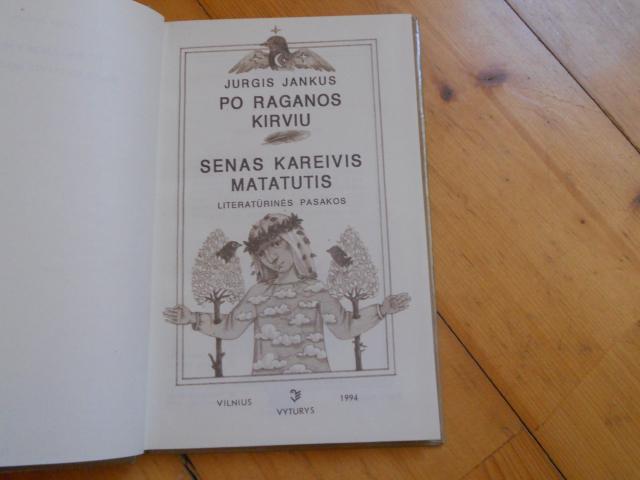 JURGIS JANKUS
PO RAGANOS
KIRVIU
SENAS KAREIVIS
MATATUTIS
LITERATŪRINĖS PASAKOS
VILNIUS
VYTURYS
1994